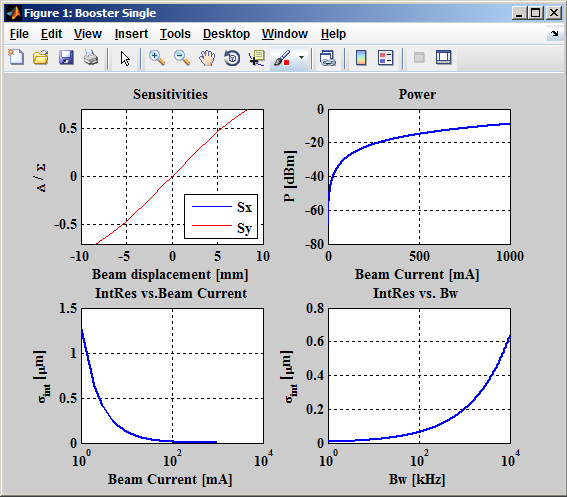 Figure 1: Booster Single
File Edit View Insert Tools Desktop Window Help
Sensitivities
Δ / Σ
0.5
0
-0.5
-10 -5 0 5 10
Beam displacement [mm]
Sx
Sy
Power
P [dBm]
0
-20
-40
-60
-80
0 500 1000
Beam Current [mA]
IntRes vs.Beam Current
σint [μm]
1.5
1
0.5
0
10^0 10^2 10^4
Beam Current [mA]
IntRes vs. Bw
σint [μm]
0.8
0.6
0.4
0.2
0
10^0 10^2 10^4
Bw [kHz]